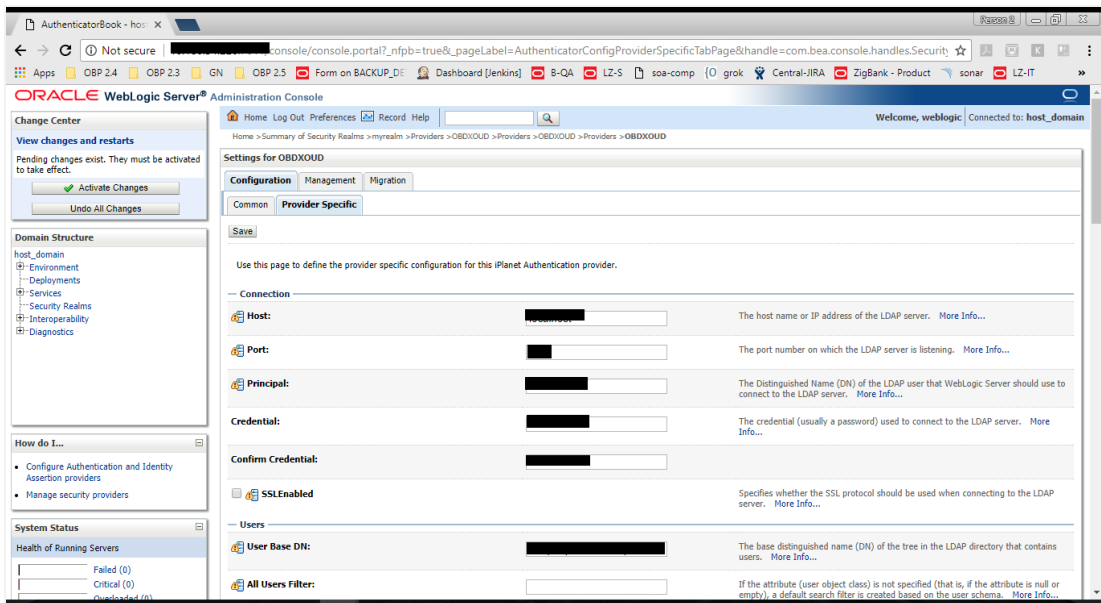 AuthenticatorBook - hos
Person 2
Not secure
console/console.portal?_nfpb=true&_pageLabel=AuthenticatorConfigProviderSpecificTabPage&handle=com.bea.console.handles.Security
Apps OBP 2.4 OBP 2.3 GN OBP 2.5 Form on BACKUP_DE Dashboard [Jenkins] B-QA LZ-S soa-comp {O grok Central-JIRA ZigBank - Product sonar LZ-IT »
ORACLE WebLogic Server® Administration Console
Change Center
View changes and restarts
Pending changes exist. They must be activated
to take effect.
Activate Changes
Undo All Changes
Domain Structure
host_domain
Environment
Deployments
Services
Security Realms
Interoperability
Diagnostics
How do I...
Configure Authentication and Identity
Assertion providers
Manage security providers
System Status
Health of Running Servers
Failed (0)
Critical (0)
Overloaded (0)
Home Log Out Preferences Record Help
Welcome, weblogic Connected to: host_domain
Home >Summary of Security Realms >myrealm >Providers >OBDXOUD >Providers >OBDXOUD >Providers >OBDXOUD
Settings for OBDXOUD
Configuration Management Migration
Common Provider Specific
Save
Use this page to define the provider specific configuration for this iPlanet Authentication provider.
Connection
Host:
The host name or IP address of the LDAP server. More Info...
Port:
The port number on which the LDAP server is listening. More Info...
Principal:
The Distinguished Name (DN) of the LDAP user that WebLogic Server should use to
connect to the LDAP server. More Info...
Credential:
The credential (usually a password) used to connect to the LDAP server. More
Info...
Confirm Credential:
SSLEnabled
Specifies whether the SSL protocol should be used when connecting to the LDAP
server. More Info...
Users
User Base DN:
The base distinguished name (DN) of the tree in the LDAP directory that contains
users. More Info...
All Users Filter:
If the attribute (user object class) is not specified (that is, if the attribute is null or
empty), a default search filter is created based on the user schema. More Info...